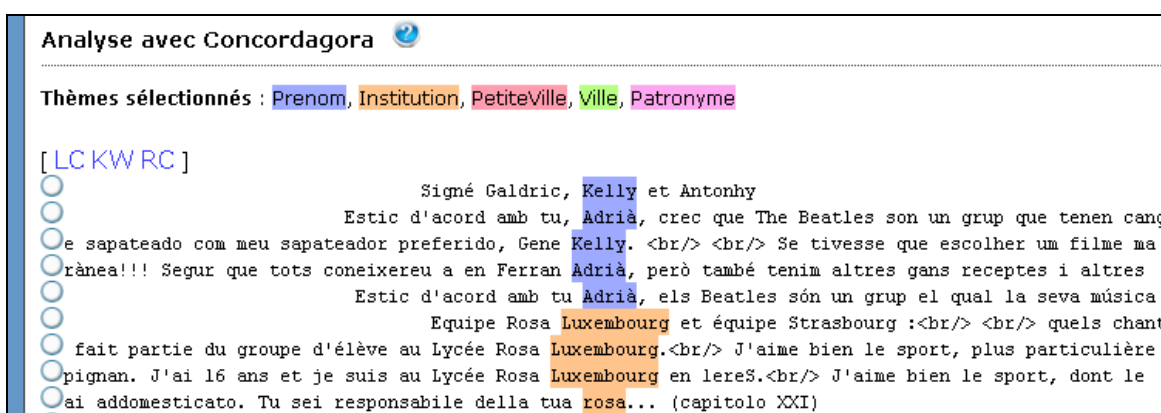 Analyse avec Concordagora
Thèmes sélectionnés : Prenom, Institution, PetiteVille, Ville, Patronyme
[ LC KW RC ]
Signé Galdric, Kelly et Antonhy
Estic d'acord amb tu, Adrià, crec que The Beatles son un grup que tenen canç
e sapateado com meu sapateador preferido, Gene Kelly. <br/> <br/> Se tivesse que escolher um filme ma
rànea!!! Segur que tots coneixereu a en Ferran Adrià, però també tenim altres gans receptes i altres
Estic d'acord amb tu Adrià, els Beatles són un grup el qual la seva música
Equipe Rosa Luxembourg et équipe Strasbourg :<br/> <br/> quels chant
fait partie du groupe d'élève au Lycée Rosa Luxembourg.<br/> J'aime bien le sport, plus particulière
pignan. J'ai 16 ans et je suis au Lycée Rosa Luxembourg en 1ereS.<br/> J'aime bien le sport, dont le
ai addomesticato. Tu sei responsabile della tua rosa... (capitolo XXI)